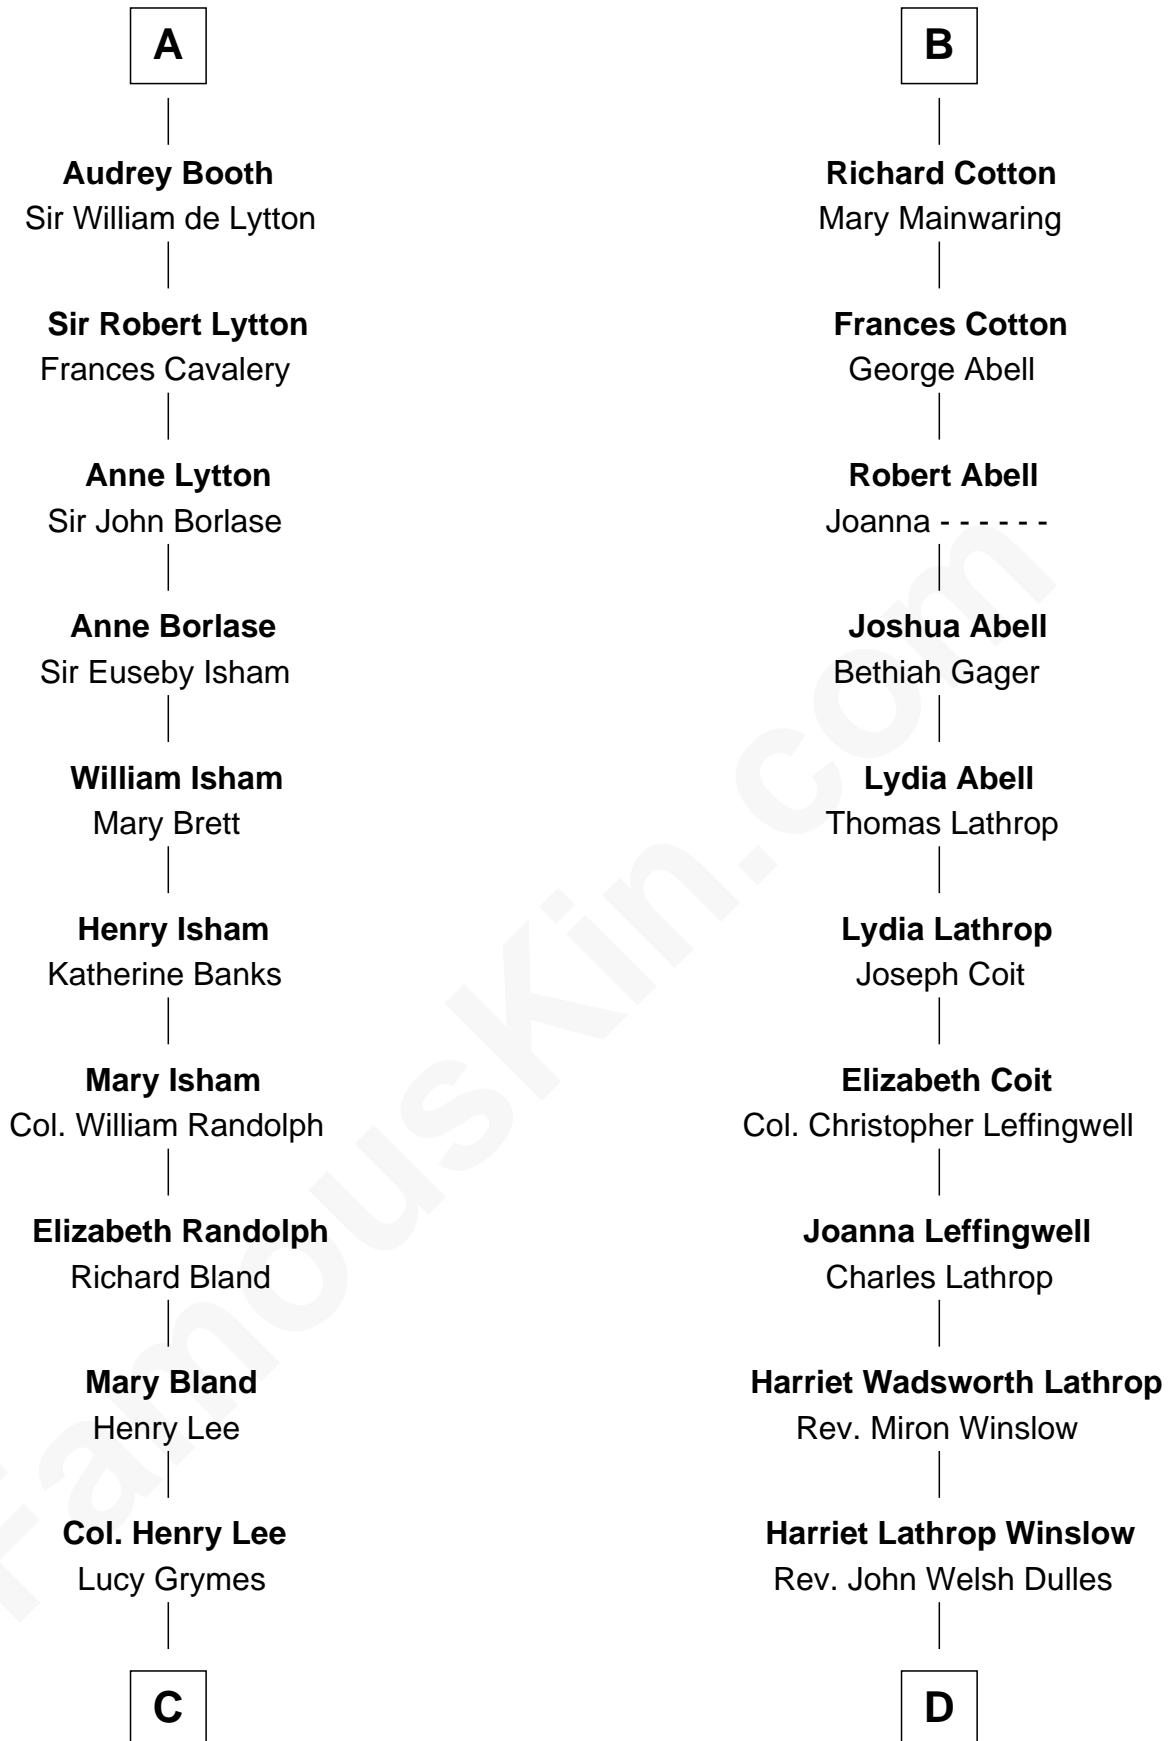 A
Audrey Booth
Sir William de Lytton
Sir Robert Lytton
Frances Cavalery
Anne Lytton
Sir John Borlase
Anne Borlase
Sir Euseby Isham
William Isham
Mary Brett
Henry Isham
Katherine Banks
Mary Isham
Col. William Randolph
Elizabeth Randolph
Richard Bland
Mary Bland
Henry Lee
Col. Henry Lee
Lucy Grymes
C
B
Richard Cotton
Mary Mainwaring
Frances Cotton
George Abell
Robert Abell
Joanna - - - - - -
Joshua Abell
Bethiah Gager
Lydia Abell
Thomas Lathrop
Lydia Lathrop
Joseph Coit
Elizabeth Coit
Col. Christopher Leffingwell
Joanna Leffingwell
Charles Lathrop
Harriet Wadsworth Lathrop
Rev. Miron Winslow
Harriet Lathrop Winslow
Rev. John Welsh Dulles
D
FamousKin.com